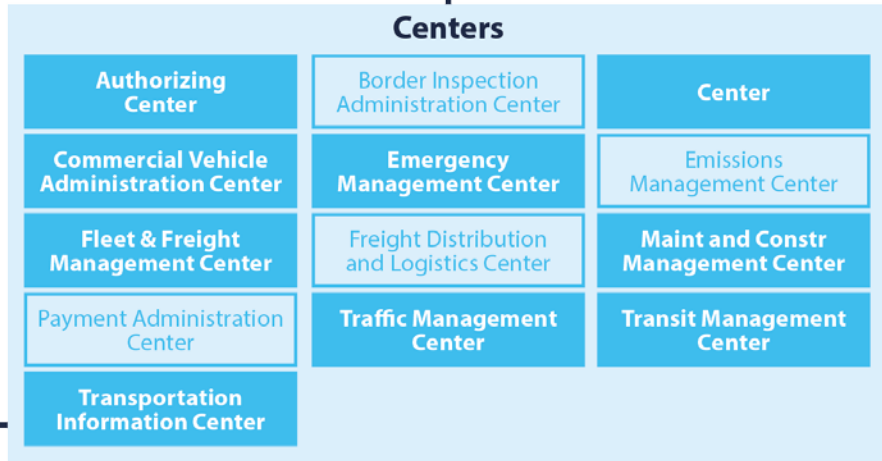 Centers
Authorizing
Center
Border Inspection
Administration Center
Center
Commercial Vehicle
Administration Center
Emergency
Management Center
Emissions
Management Center
Fleet & Freight
Management Center
Freight Distribution
and Logistics Center
Maint and Constr
Management Center
Payment Administration
Center
Traffic Management
Center
Transit Management
Center
Transportation
Information Center